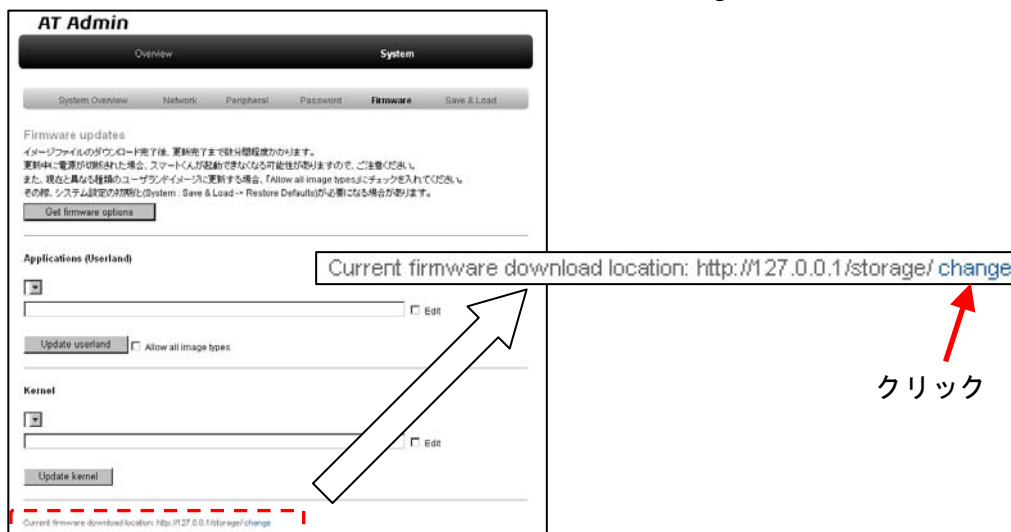 AT Admin
Overview System
System Overview Network Peripheral Password Firmware Save & Load
Firmware updates
イメージファイルのダウンロード完了後、更新完了まで数分間程度かかります。
更新中に電源が切断された場合、スマートくんが起動できなくなる可能性がありますので、ご注意ください。
また、現在と異なる種類のユーザランドイメージに更新する場合、「Allow all image types」にチェックを入れてください。
その際、システム設定の初期化(System : Save & Load -> Restore Defaults)が必要になる場合があります。
Get firmware options
Applications (Userland)
Edit
Update userland Allow all image types
Kernel
Edit
Update kernel
Current firmware download location: http://127.0.0.1/storage/ change
Current firmware download location: http://127.0.0.1/storage/ change
クリック